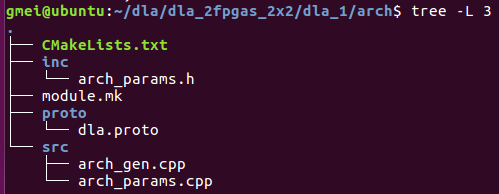 gmei@ubuntu:~/dla/dla_2fpgas_2x2/dla_1/arch$ tree -L 3
.
├── CMakeLists.txt
├── inc
│   └── arch_params.h
├── module.mk
├── proto
│   └── dla.proto
└── src
    ├── arch_gen.cpp
    └── arch_params.cpp